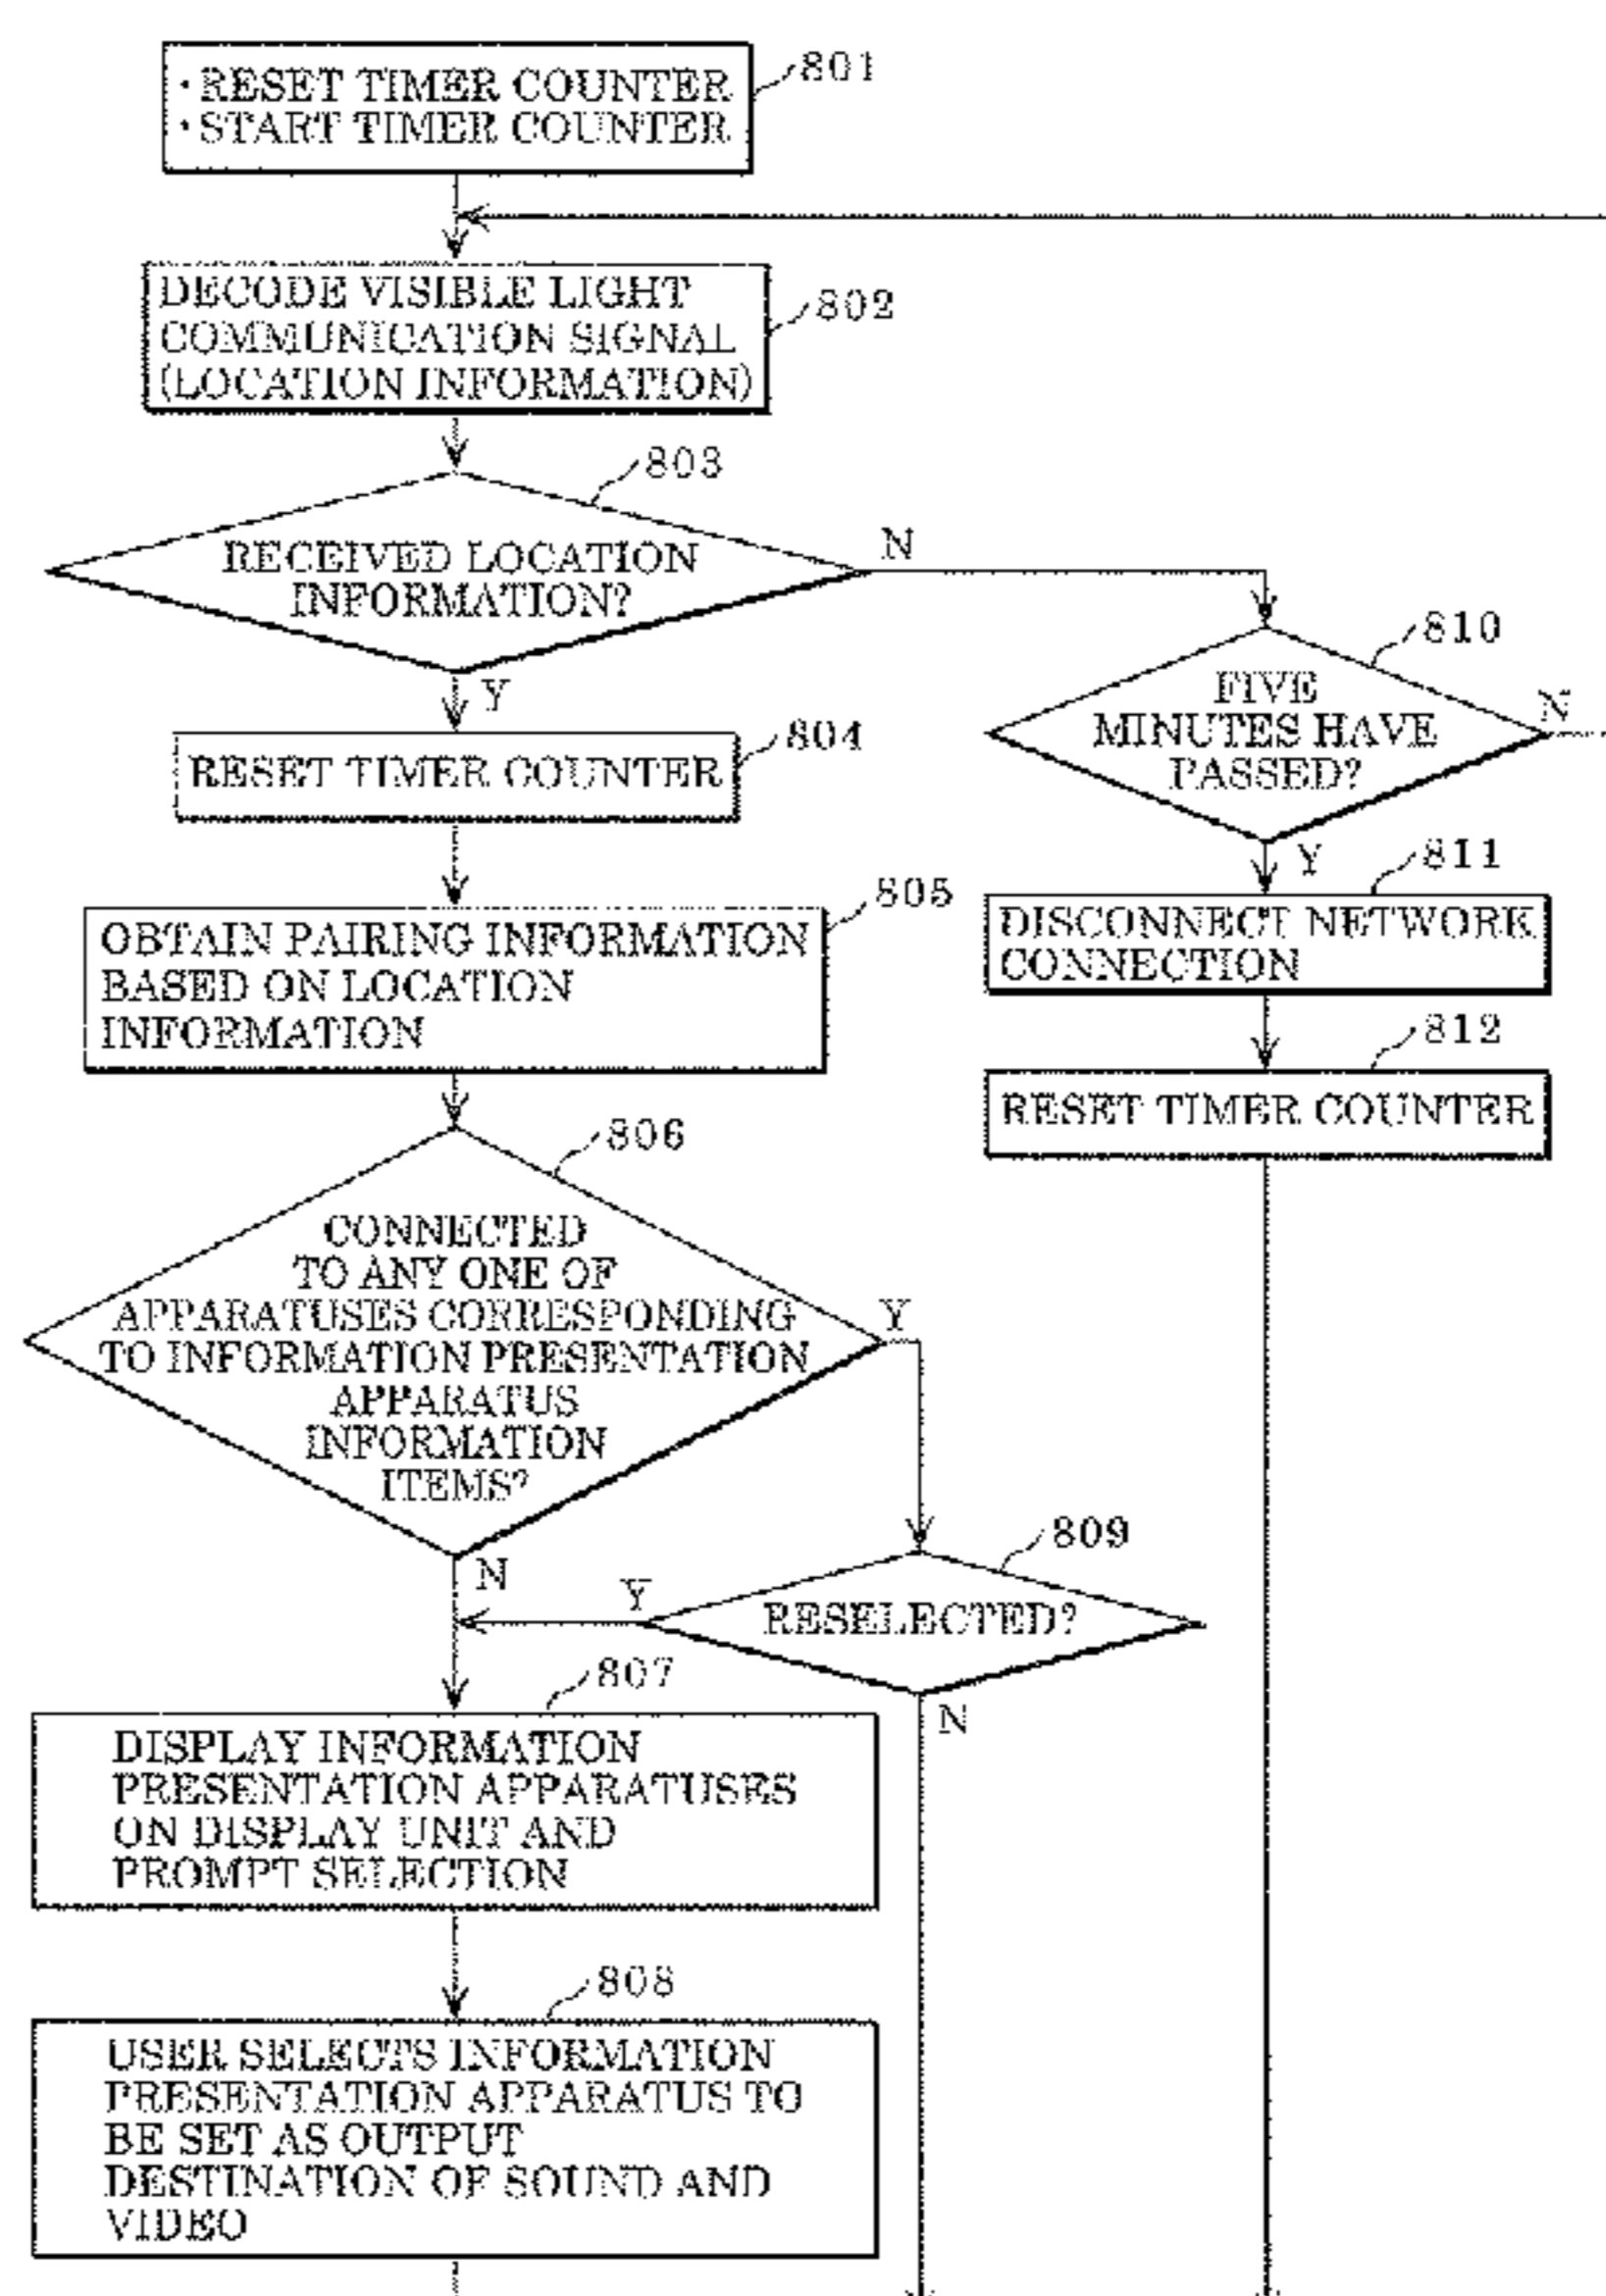 · RESET TIMER COUNTER
· START TIMER COUNTER
801
DECODE VISIBLE LIGHT
COMMUNICATION SIGNAL
(LOCATION INFORMATION)
802
803
RECEIVED LOCATION
INFORMATION?
N
Y
RESET TIMER COUNTER
804
810
FIVE
MINUTES HAVE
PASSED?
N
Y
OBTAIN PAIRING INFORMATION
BASED ON LOCATION
INFORMATION
805
811
DISCONNECT NETWORK
CONNECTION
812
RESET TIMER COUNTER
806
CONNECTED
TO ANY ONE OF
APPARATUSES CORRESPONDING
TO INFORMATION PRESENTATION
APPARATUS
INFORMATION
ITEMS?
Y
N
809
RESELECTED?
Y
N
807
DISPLAY INFORMATION
PRESENTATION APPARATUSES
ON DISPLAY UNIT AND
PROMPT SELECTION
808
USER SELECTS INFORMATION
PRESENTATION APPARATUS TO
BE SET AS OUTPUT
DESTINATION OF SOUND AND
VIDEO